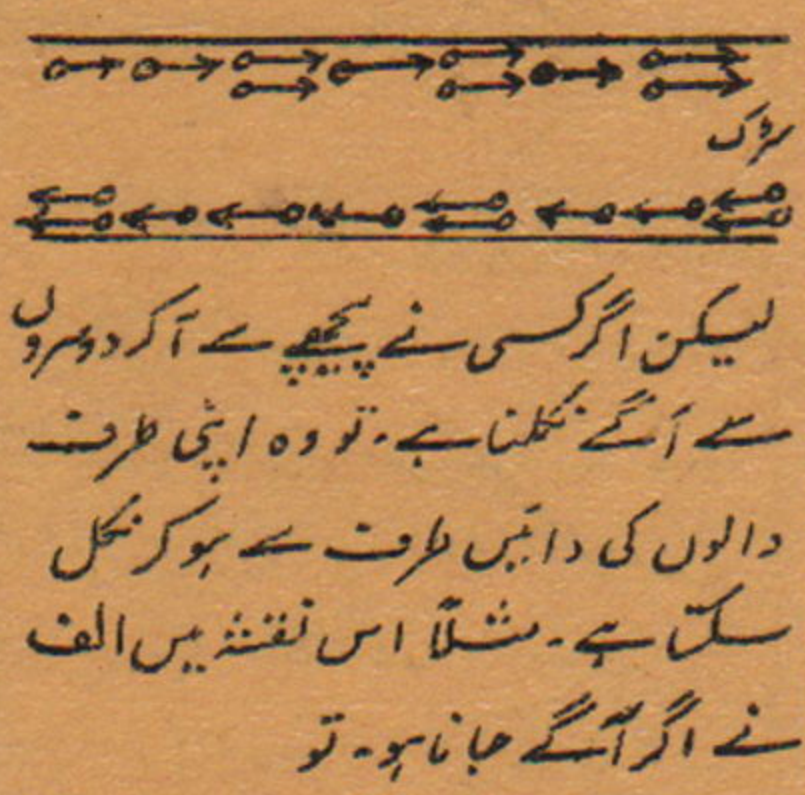 سڑک
لیکن اگر کسی نے پیچھے سے آکر دوسروں
سے آگے نکلنا ہے۔ تو وہ اپنی طرف
والوں کی دائیں طرف سے ہو کر نکل
سکتا ہے۔ مثلاً اس نقشہ میں الف
نے اگر آگے جانا ہو۔ تو